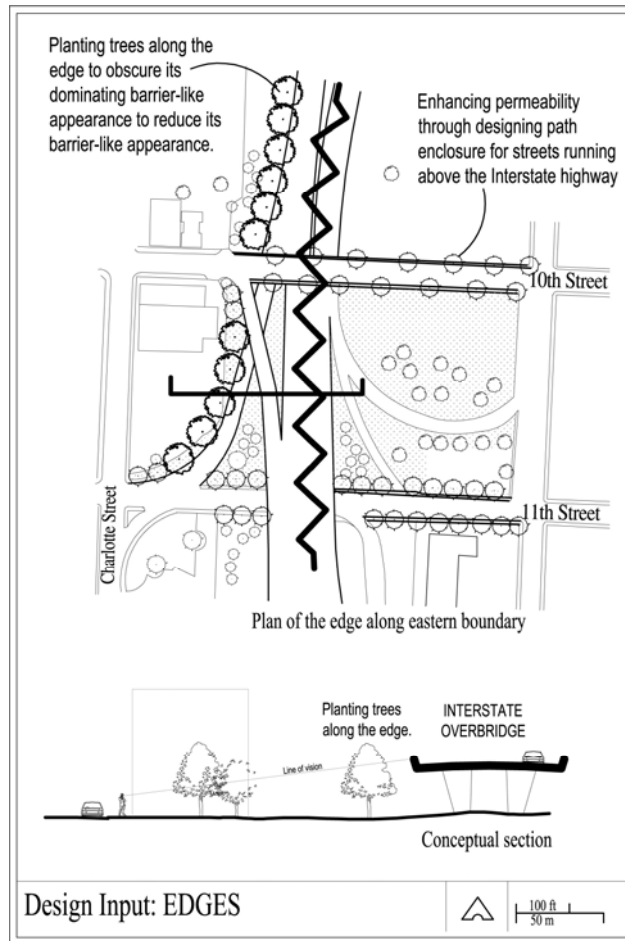 Planting trees along the
edge to obscure its
dominating barrier-like
appearance to reduce its
barrier-like appearance.
Enhancing permeability
through designing path
enclosure for streets running
above the Interstate highway
10th Street
11th Street
Charlotte Street
Plan of the edge along eastern boundary
Planting trees
along the edge.
INTERSTATE
OVERBRIDGE
Line of vision
Conceptual section
Design Input: EDGES
100 ft
50 m